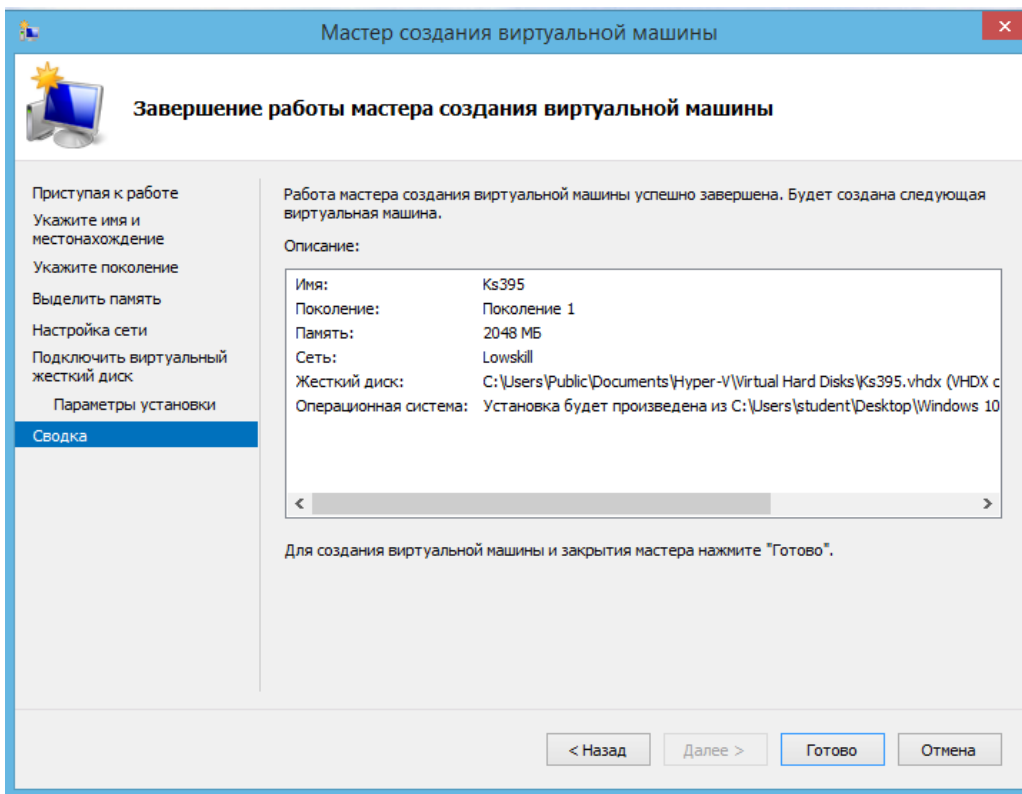 Мастер создания виртуальной машины
Завершение работы мастера создания виртуальной машины
Приступая к работе
Укажите имя и
местонахождение
Укажите поколение
Выделить память
Настройка сети
Подключить виртуальный
жесткий диск
Параметры установки
Сводка
Работа мастера создания виртуальной машины успешно завершена. Будет создана следующая
виртуальная машина.
Описание:
Имя: Ks395
Поколение: Поколение 1
Память: 2048 МБ
Сеть: Lowskill
Жесткий диск: C:\Users\Public\Documents\Hyper-V\Virtual Hard Disks\Ks395.vhdx (VHDX с
Операционная система: Установка будет произведена из C:\Users\student\Desktop\Windows 10
Для создания виртуальной машины и закрытия мастера нажмите "Готово".
< Назад
Далее >
Готово
Отмена